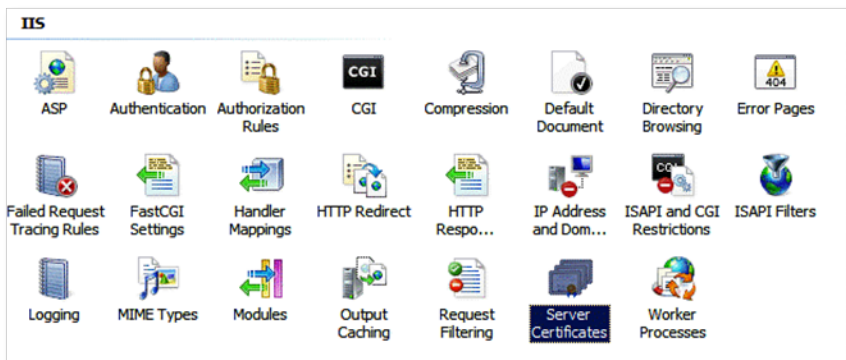 IIS
CGI
404
ASP
Authentication
Authorization
Rules
CGI
Compression
Default
Document
Directory
Browsing
Error Pages
CGI
Failed Request
Tracing Rules
FastCGI
Settings
Handler
Mappings
HTTP Redirect
HTTP
Respo...
IP Address
and Dom...
ISAPI and CGI
Restrictions
ISAPI Filters
Logging
MIME Types
Modules
Output
Caching
Request
Filtering
Server
Certificates
Worker
Processes